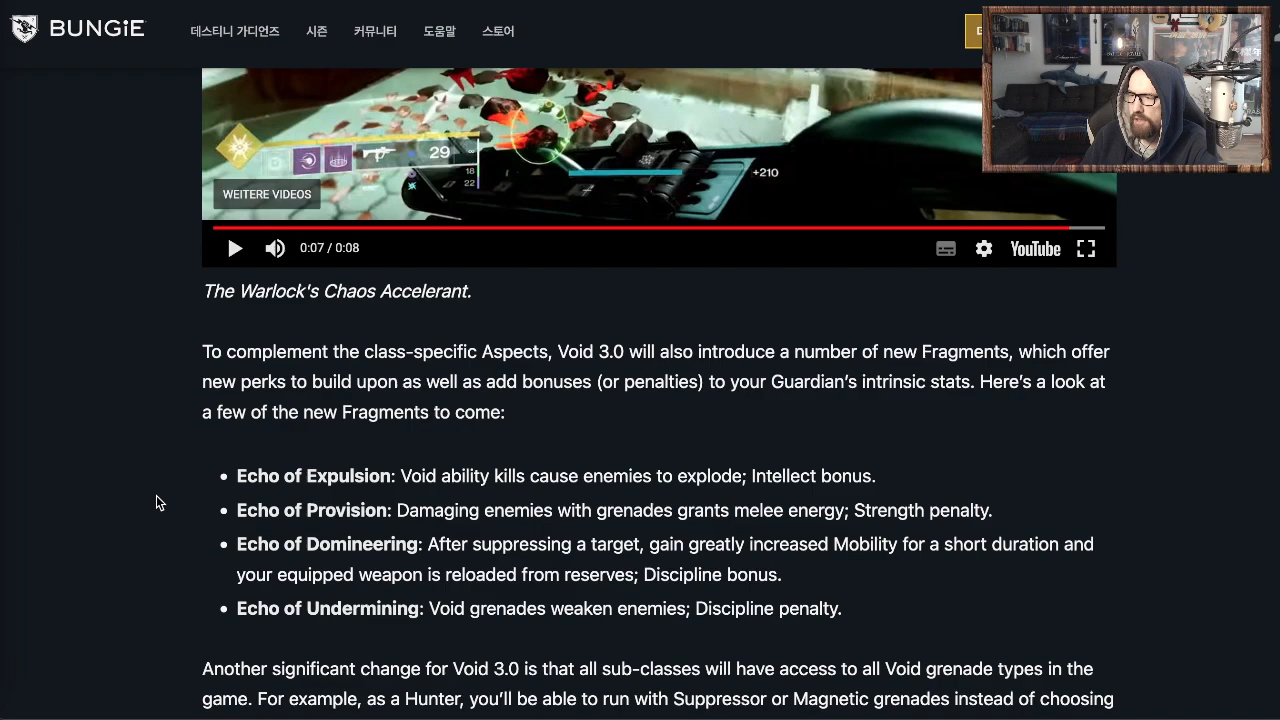 BUNGiE 데스티니 가디언즈 시즌 커뮤니티 도움말 스토어
29
18
22
+210
WEITERE VIDEOS
0:07 / 0:08 YouTube
The Warlock's Chaos Accelerant.
To complement the class-specific Aspects, Void 3.0 will also introduce a number of new Fragments, which offer
new perks to build upon as well as add bonuses (or penalties) to your Guardian’s intrinsic stats. Here’s a look at
a few of the new Fragments to come:
• Echo of Expulsion: Void ability kills cause enemies to explode; Intellect bonus.
• Echo of Provision: Damaging enemies with grenades grants melee energy; Strength penalty.
• Echo of Domineering: After suppressing a target, gain greatly increased Mobility for a short duration and
your equipped weapon is reloaded from reserves; Discipline bonus.
• Echo of Undermining: Void grenades weaken enemies; Discipline penalty.
Another significant change for Void 3.0 is that all sub-classes will have access to all Void grenade types in the
game. For example, as a Hunter, you’ll be able to run with Suppressor or Magnetic grenades instead of choosing